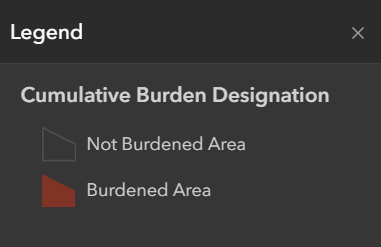 Legend
Cumulative Burden Designation
Not Burdened Area
Burdened Area